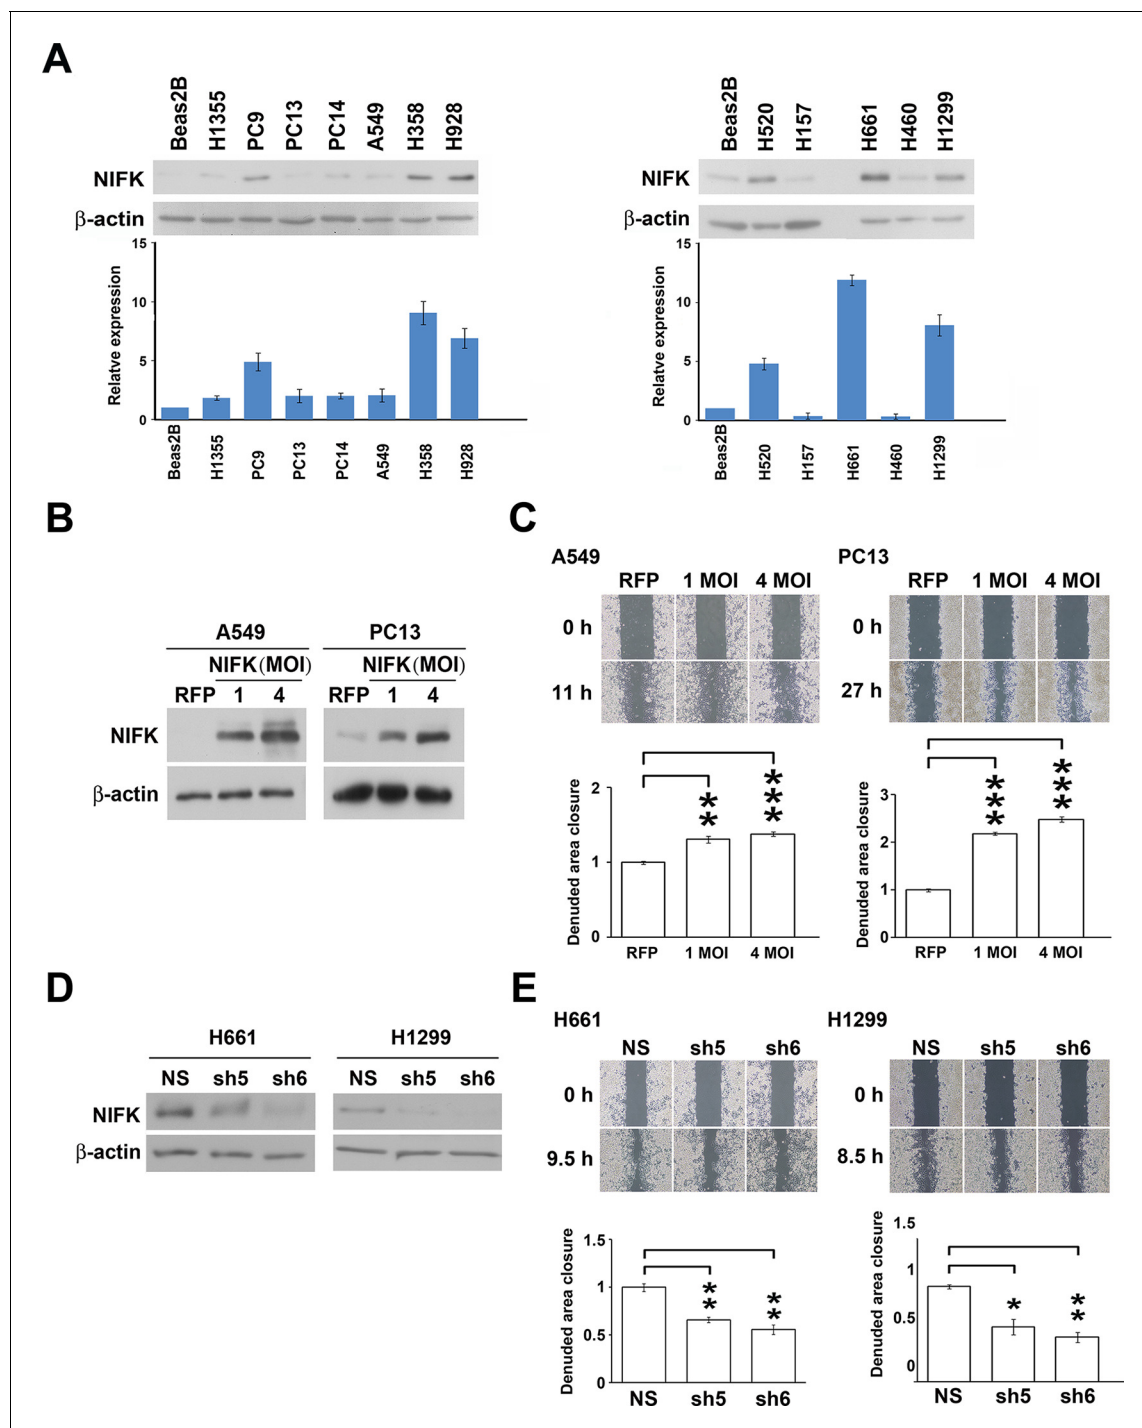 A
Beas2B H1355 PC9 PC13 PC14 A549 H358 H928
NIFK
β-actin
15
10
5
0
Relatve expression
Beas2B H1355 PC9 PC13 PC14 A549 H358 H928
Beas2B H520 H157 H661 H460 H1299
NIFK
β-actin
15
10
5
0
Relative expression
Beas2B H520 H157 H661 H460 H1299
B
A549 PC13
NIFK(MOI) NIFK(MOI)
RFP 1 4 RFP 1 4
NIFK
β-actin
C
A549
RFP 1 MOI 4 MOI
0 h
11 h
***
**
2
1
0
Denuded area closure
RFP 1 MOI 4 MOI
PC13
RFP 1 MOI 4 MOI
0 h
27 h
***
***
3
2
1
0
Denuded area closure
RFP 1 MOI 4 MOI
D
H661 H1299
NS sh5 sh6 NS sh5 sh6
NIFK
β-actin
E
H661
NS sh5 sh6
0 h
9.5 h
1.5
1
0.5
0
Denuded area closure
** **
NS sh5 sh6
H1299
NS sh5 sh6
0 h
8.5 h
1.5
1
0.5
0
Denuded area closure
* **
NS sh5 sh6